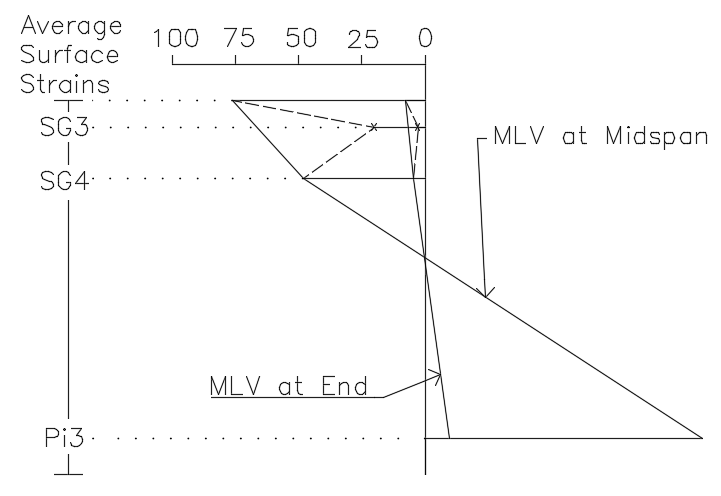 Average
Surface
Strains
100 75 50 25 0
SG3
MLV at Midspan
SG4
MLV at End
Pi3